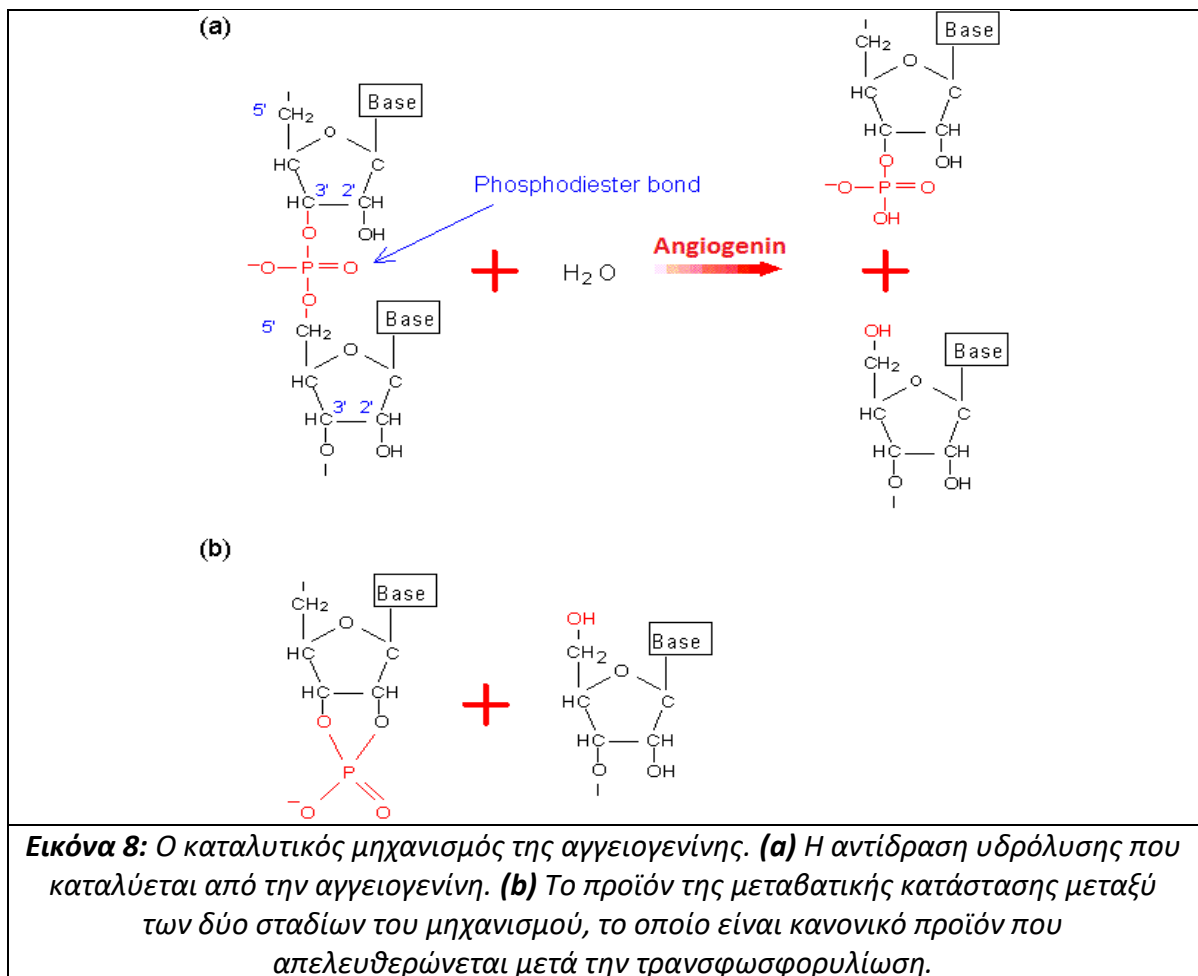 (a)
5' CH2 O Base
HC C
3' 2'
CH CH
O OH
Phosphodiester bond
-O P O
O
5' CH2 O Base
HC C
3' 2'
HC CH
O OH
+
H2O
Angiogenin
CH2 O Base
HC C
HC CH
O OH
-O P O
OH
+
OH
CH2 O Base
HC C
HC CH
O OH
(b)
CH2 O Base
HC C
HC CH
O O
P
-O O
+
OH
CH2 O Base
HC C
HC CH
O OH
Εικόνα 8: Ο καταλυτικός μηχανισμός της αγγειογενίνης. (a) Η αντίδραση υδρόλυσης που
καταλύεται από την αγγειογενίνη. (b) Το προϊόν της μεταβατικής κατάστασης μεταξύ
των δύο σταδίων του μηχανισμού, το οποίο είναι κανονικό προϊόν που
απελευθερώνεται μετά την τρανσφωσφορυλίωση.